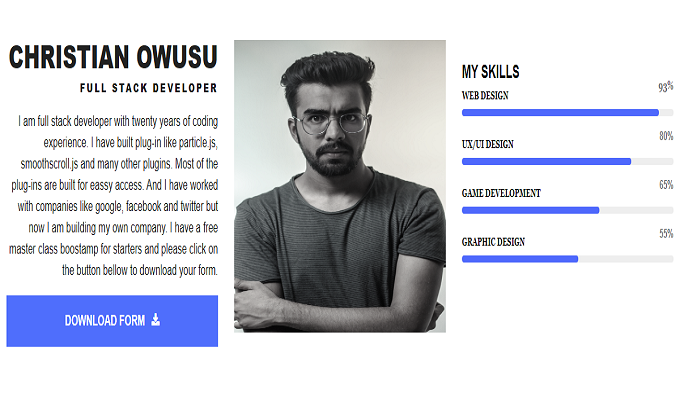 CHRISTIAN OWUSU
FULL STACK DEVELOPER
I am full stack developer with twenty years of coding
experience. I have built plug-in like particle.js,
smoothscroll.js and many other plugins. Most of the
plug-ins are built for eassy access. And I have worked
with companies like google, facebook and twitter but
now I am building my own company. I have a free
master class boostamp for starters and please click on
the button bellow to download your form.
DOWNLOAD FORM
MY SKILLS
WEB DESIGN 93%
UX/UI DESIGN 80%
GAME DEVELOPMENT 65%
GRAPHIC DESIGN 55%